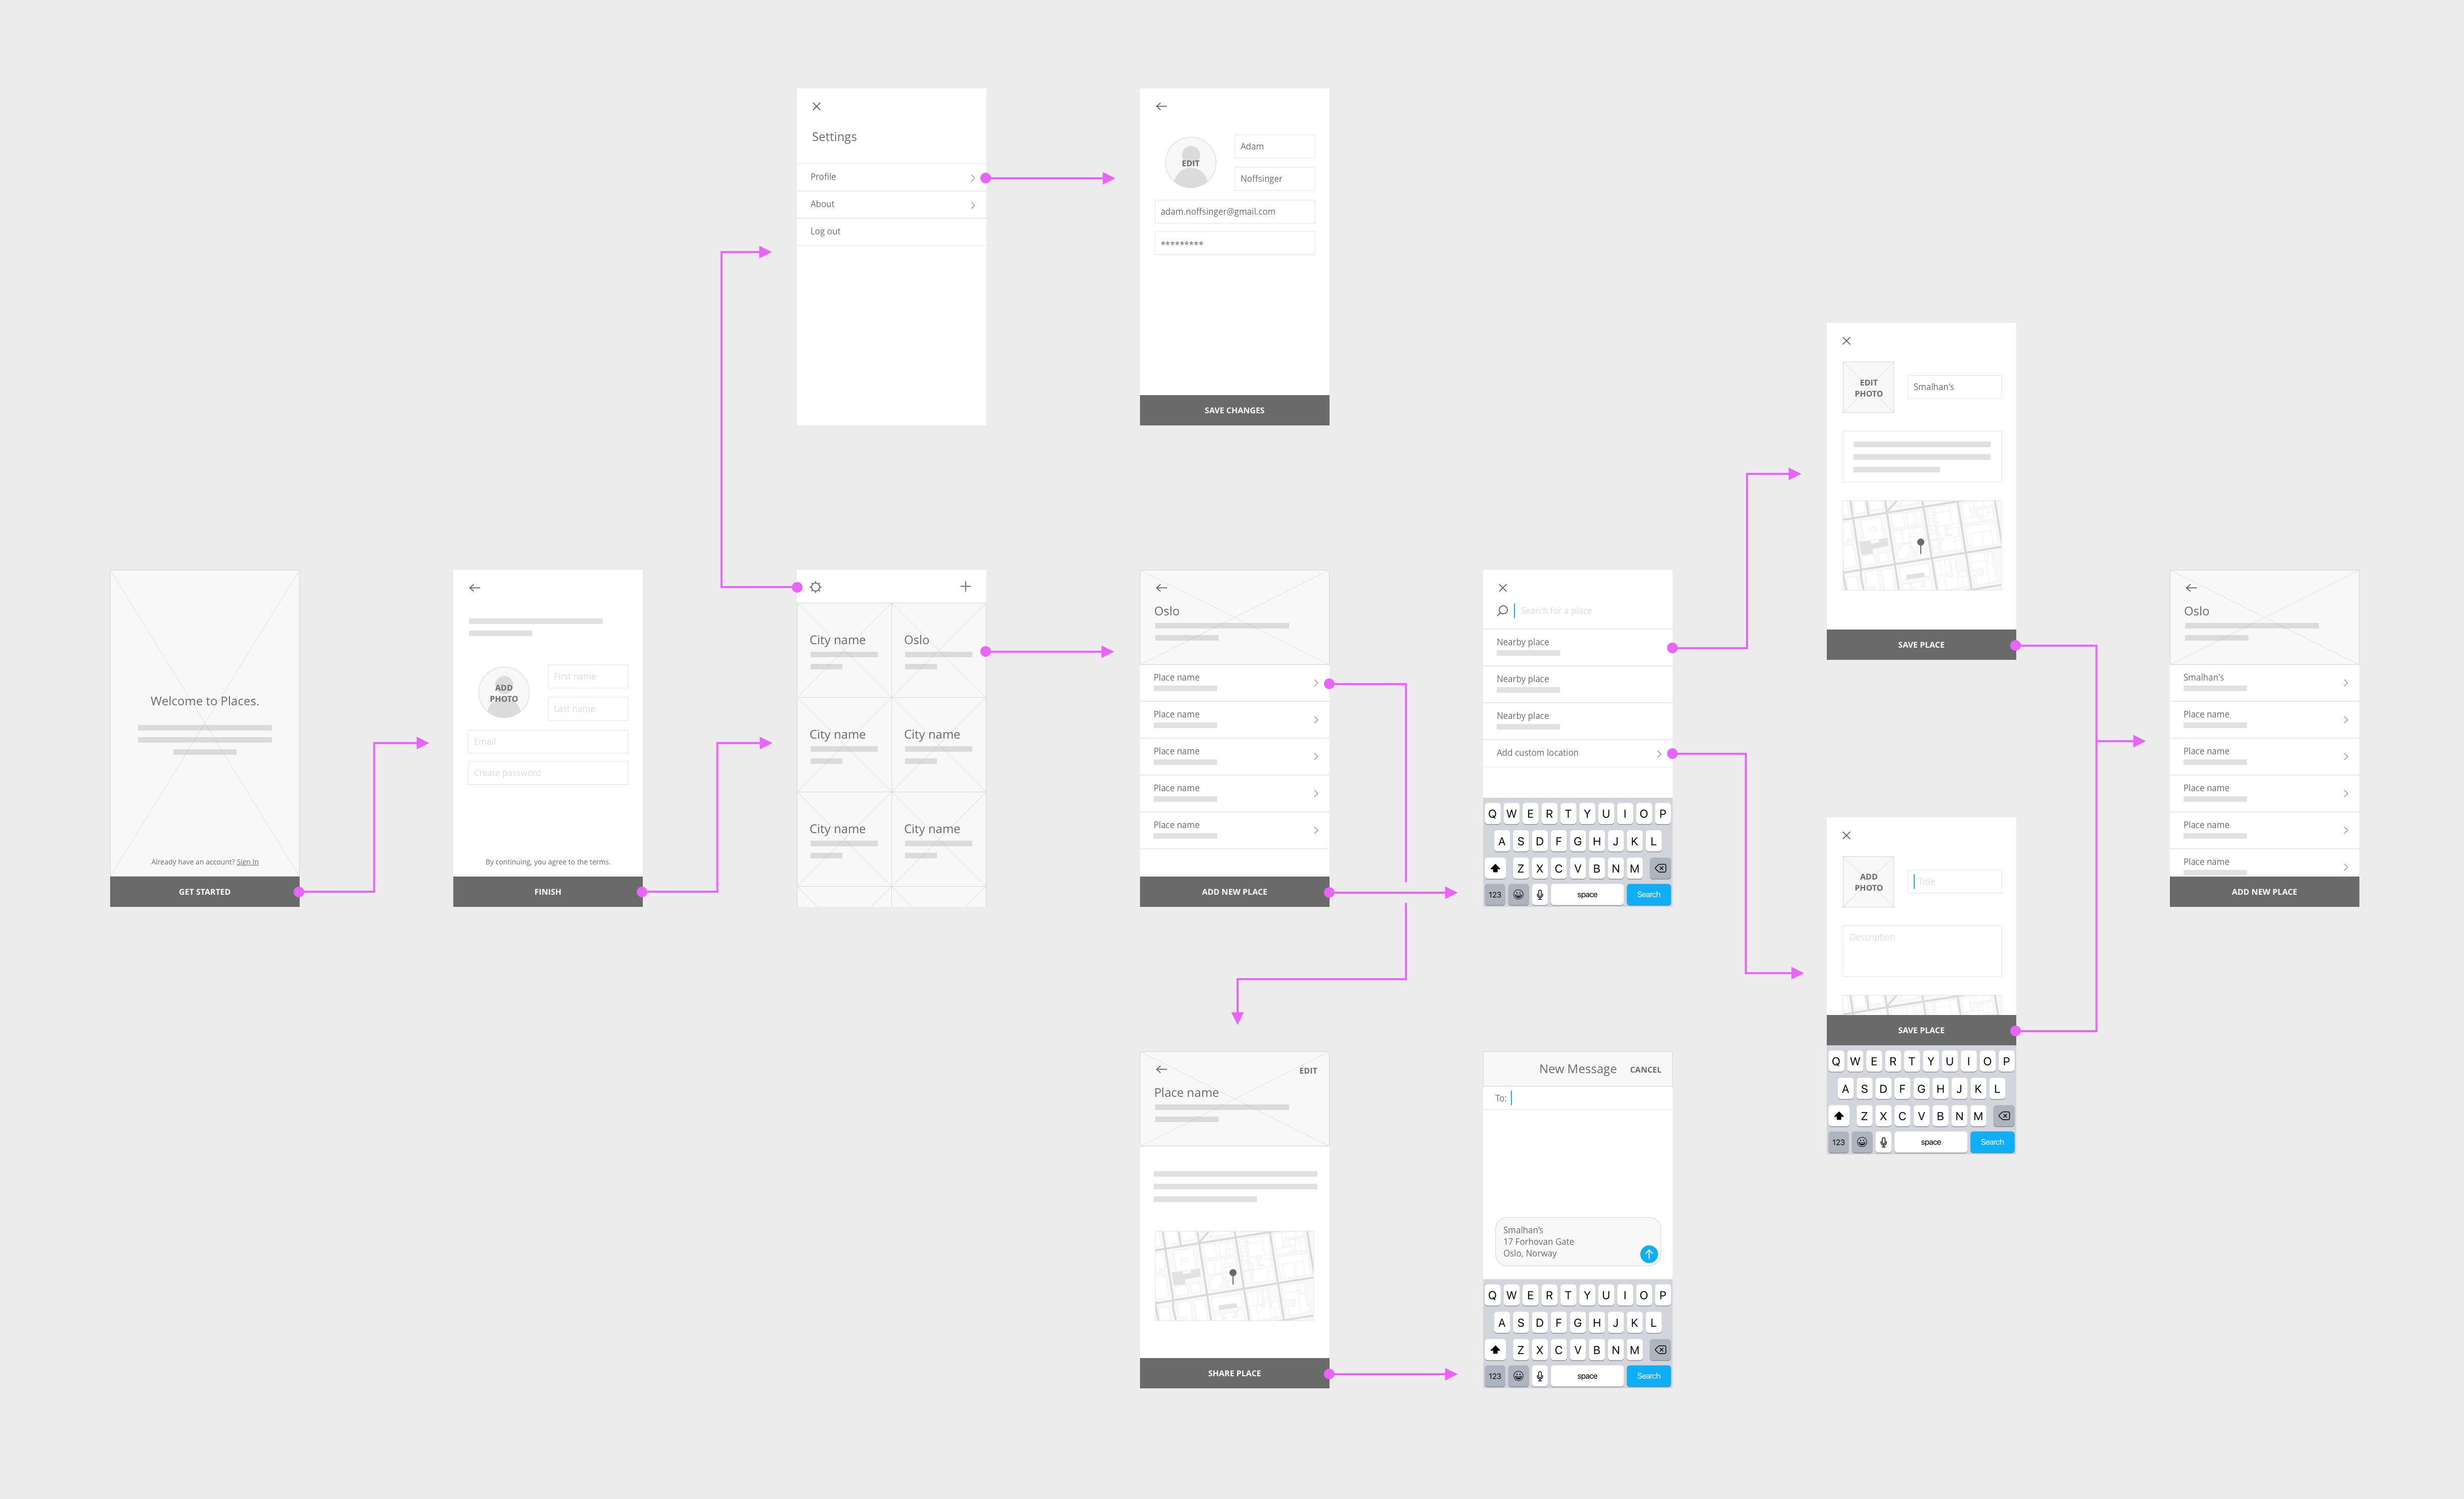 Settings
Profile
About
Log out
EDIT
Adam
Noffsinger
adam.noffsinger@gmail.com
*********
SAVE CHANGES
EDIT
PHOTO
Smalhan's
SAVE PLACE
Welcome to Places.
Already have an account? Sign In
GET STARTED
ADD
PHOTO
First name
Last name
Email
Create password
By continuing, you agree to the terms.
FINISH
City name
Oslo
City name
City name
City name
City name
Oslo
Place name
Place name
Place name
Place name
Place name
ADD NEW PLACE
Search for a place
Nearby place
Nearby place
Nearby place
Add custom location
Q W E R T Y U I O P
A S D F G H J K L
Z X C V B N M
123 space Search
ADD
PHOTO
Title
Description
SAVE PLACE
Q W E R T Y U I O P
A S D F G H J K L
Z X C V B N M
123 space Search
Oslo
Smalhan's
Place name
Place name
Place name
Place name
Place name
ADD NEW PLACE
EDIT
Place name
SHARE PLACE
New Message CANCEL
To:
Smalhan's
17 Forhovan Gate
Oslo, Norway
Q W E R T Y U I O P
A S D F G H J K L
Z X C V B N M
123 space Search